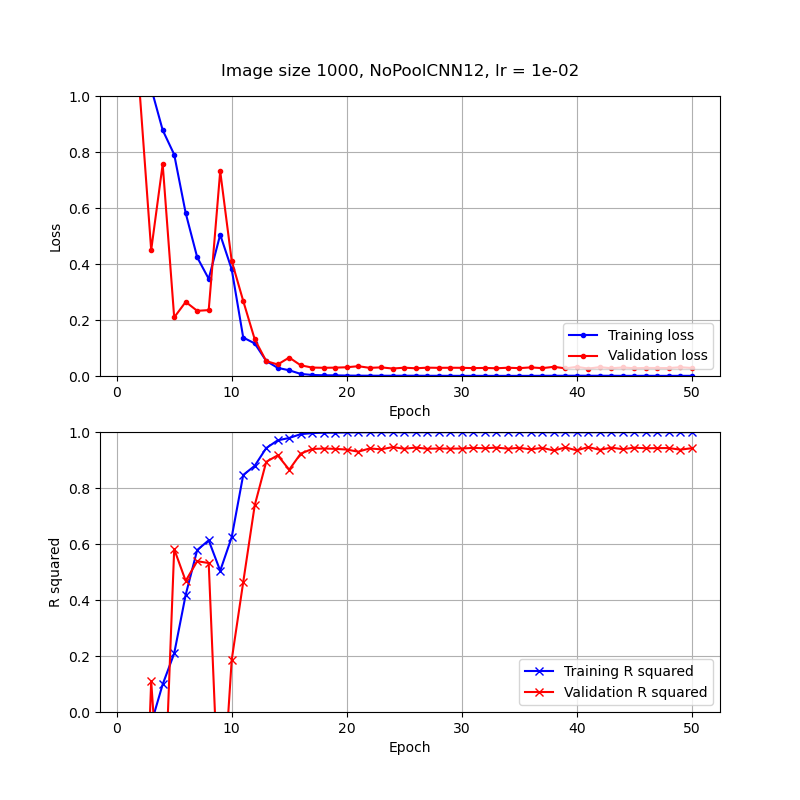 Image size 1000, NoPoolCNN12, lr = 1e-02
1.0
0.8
0.6
0.4
0.2
0.0
Loss
0 10 20 30 40 50
Epoch
Training loss
Validation loss
1.0
0.8
0.6
0.4
0.2
0.0
R squared
0 10 20 30 40 50
Epoch
Training R squared
Validation R squared